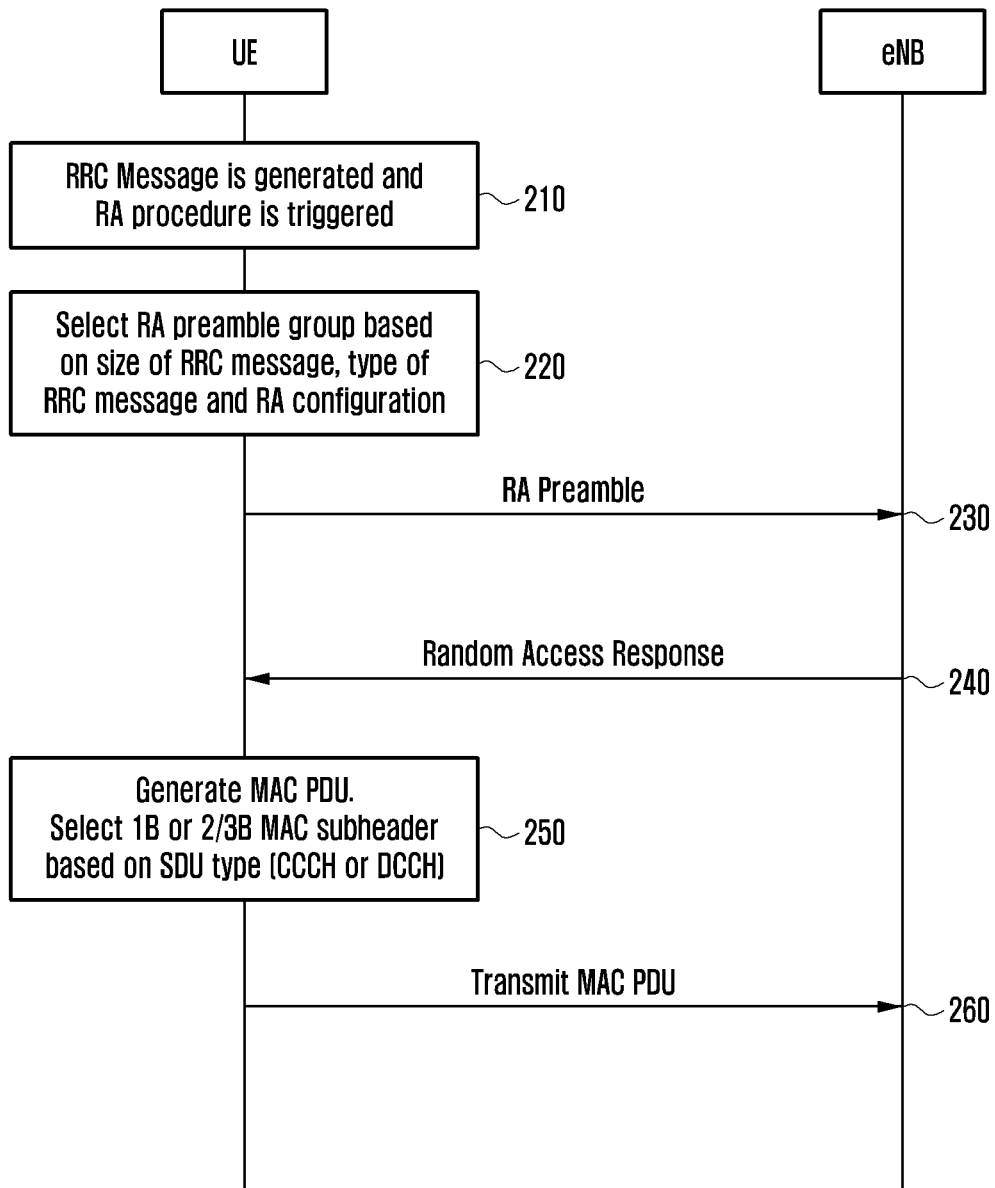 UE
eNB
RRC Message is generated and
RA procedure is triggered
210
Select RA preamble group based
on size of RRC message, type of
RRC message and RA configuration
220
RA Preamble
230
Random Access Response
240
Generate MAC PDU.
Select 1B or 2/3B MAC subheader
based on SDU type (CCCH or DCCH)
250
Transmit MAC PDU
260